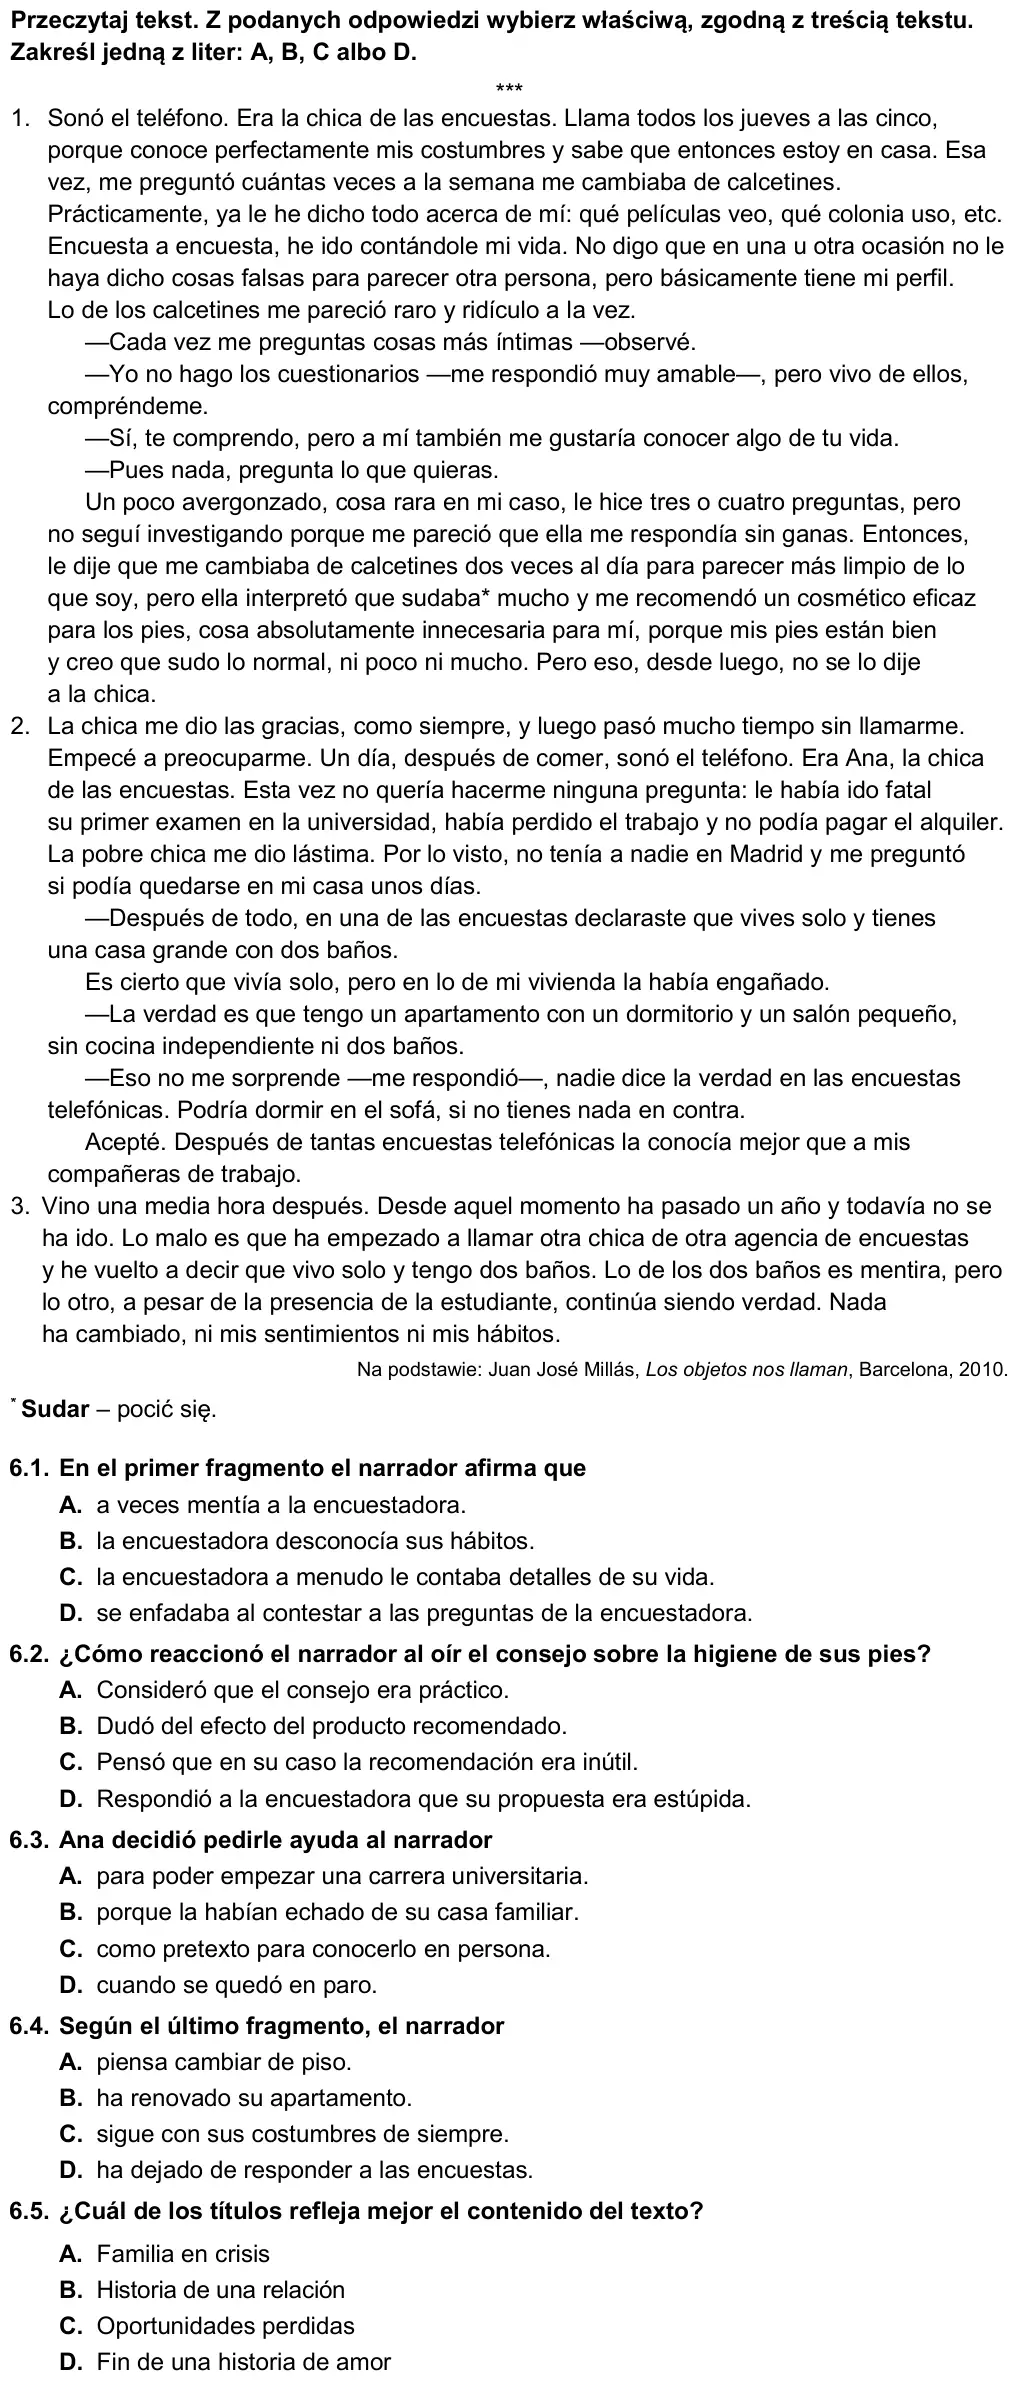 Przeczytaj tekst. Z podanych odpowiedzi wybierz właściwą, zgodną z treścią tekstu.
Zakreśl jedną z liter: A, B, C albo D.
***
1. Sonó el teléfono. Era la chica de las encuestas. Llama todos los jueves a las cinco,
porque conoce perfectamente mis costumbres y sabe que entonces estoy en casa. Esa
vez, me preguntó cuántas veces a la semana me cambiaba de calcetines.
Prácticamente, ya le he dicho todo acerca de mí: qué películas veo, qué colonia uso, etc.
Encuesta a encuesta, he ido contándole mi vida. No digo que en una u otra ocasión no le
haya dicho cosas falsas para parecer otra persona, pero básicamente tiene mi perfil.
Lo de los calcetines me pareció raro y ridículo a la vez.
—Cada vez me preguntas cosas más íntimas —observé.
—Yo no hago los cuestionarios —me respondió muy amable—, pero vivo de ellos,
compréndeme.
—Sí, te comprendo, pero a mí también me gustaría conocer algo de tu vida.
—Pues nada, pregunta lo que quieras.
Un poco avergonzado, cosa rara en mi caso, le hice tres o cuatro preguntas, pero
no seguí investigando porque me pareció que ella me respondía sin ganas. Entonces,
le dije que me cambiaba de calcetines dos veces al día para parecer más limpio de lo
que soy, pero ella interpretó que sudaba* mucho y me recomendó un cosmético eficaz
para los pies, cosa absolutamente innecesaria para mí, porque mis pies están bien
y creo que sudo lo normal, ni poco ni mucho. Pero eso, desde luego, no se lo dije
a la chica.
2. La chica me dio las gracias, como siempre, y luego pasó mucho tiempo sin llamarme.
Empecé a preocuparme. Un día, después de comer, sonó el teléfono. Era Ana, la chica
de las encuestas. Esta vez no quería hacerme ninguna pregunta: le había ido fatal
su primer examen en la universidad, había perdido el trabajo y no podía pagar el alquiler.
La pobre chica me dio lástima. Por lo visto, no tenía a nadie en Madrid y me preguntó
si podía quedarse en mi casa unos días.
—Después de todo, en una de las encuestas declaraste que vives solo y tienes
una casa grande con dos baños.
Es cierto que vivía solo, pero en lo de mi vivienda la había engañado.
—La verdad es que tengo un apartamento con un dormitorio y un salón pequeño,
sin cocina independiente ni dos baños.
—Eso no me sorprende —me respondió—, nadie dice la verdad en las encuestas
telefónicas. Podría dormir en el sofá, si no tienes nada en contra.
Acepté. Después de tantas encuestas telefónicas la conocía mejor que a mis
compañeras de trabajo.
3. Vino una media hora después. Desde aquel momento ha pasado un año y todavía no se
ha ido. Lo malo es que ha empezado a llamar otra chica de otra agencia de encuestas
y he vuelto a decir que vivo solo y tengo dos baños. Lo de los dos baños es mentira, pero
lo otro, a pesar de la presencia de la estudiante, continúa siendo verdad. Nada
ha cambiado, ni mis sentimientos ni mis hábitos.
Na podstawie: Juan José Millás, Los objetos nos llaman, Barcelona, 2010.
* Sudar – pocić się.
6.1. En el primer fragmento el narrador afirma que
A. a veces mentía a la encuestadora.
B. la encuestadora desconocía sus hábitos.
C. la encuestadora a menudo le contaba detalles de su vida.
D. se enfadaba al contestar a las preguntas de la encuestadora.
6.2. ¿Cómo reaccionó el narrador al oír el consejo sobre la higiene de sus pies?
A. Consideró que el consejo era práctico.
B. Dudó del efecto del producto recomendado.
C. Pensó que en su caso la recomendación era inútil.
D. Respondió a la encuestadora que su propuesta era estúpida.
6.3. Ana decidió pedirle ayuda al narrador
A. para poder empezar una carrera universitaria.
B. porque la habían echado de su casa familiar.
C. como pretexto para conocerlo en persona.
D. cuando se quedó en paro.
6.4. Según el último fragmento, el narrador
A. piensa cambiar de piso.
B. ha renovado su apartamento.
C. sigue con sus costumbres de siempre.
D. ha dejado de responder a las encuestas.
6.5. ¿Cuál de los títulos refleja mejor el contenido del texto?
A. Familia en crisis
B. Historia de una relación
C. Oportunidades perdidas
D. Fin de una historia de amor